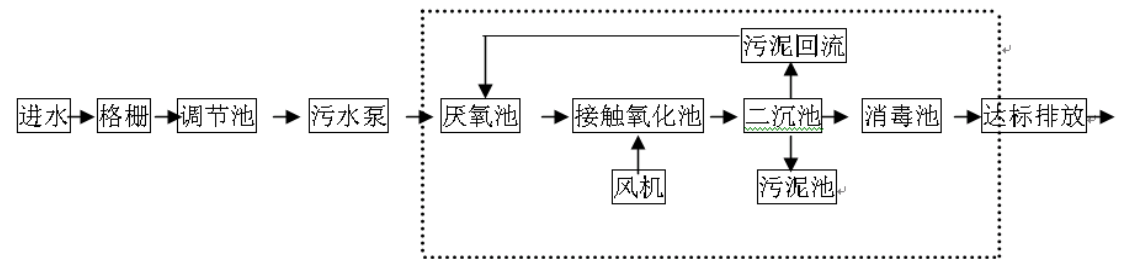 污泥回流
进水 格栅 调节池 污水泵 厌氧池 接触氧化池 二沉池 消毒池 达标排放
风机 污泥池